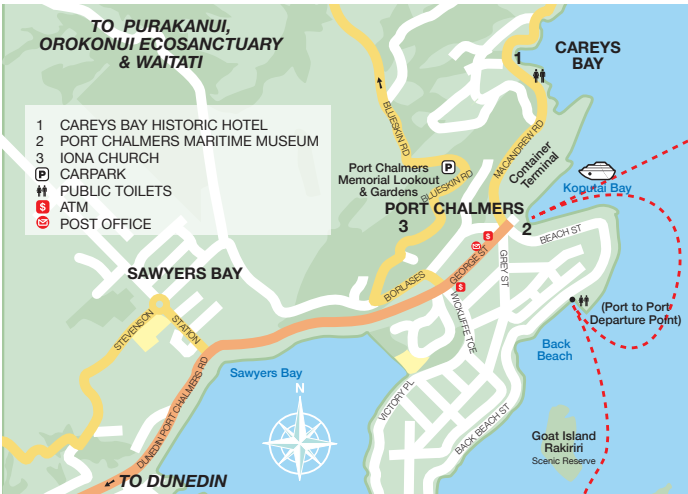 TO PURAKANUI,
OROKONUI ECOSANCTUARY
& WAITATI
CAREYS
BAY
1
1 CAREYS BAY HISTORIC HOTEL
2 PORT CHALMERS MARITIME MUSEUM
3 IONA CHURCH
P CARPARK
PUBLIC TOILETS
$ ATM
POST OFFICE
BLUESKIN RD
MACANDREW RD
Container
Terminal
Port Chalmers
Memorial Lookout
& Gardens
P
BLUESKIN RD
Koputai Bay
PORT CHALMERS
3
2
BEACH ST
$
GEORGE ST
GREY ST
SAWYERS BAY
BORLASES
$
WICKLIFFE TCE
STEVENSON
STATION
(Port to Port
Departure Point)
Back
Beach
Sawyers Bay
VICTORY PL
BACK BEACH ST
DUNEDIN PORT CHALMERS RD
N
Goat Island
Rakiriri
Scenic Reserve
TO DUNEDIN